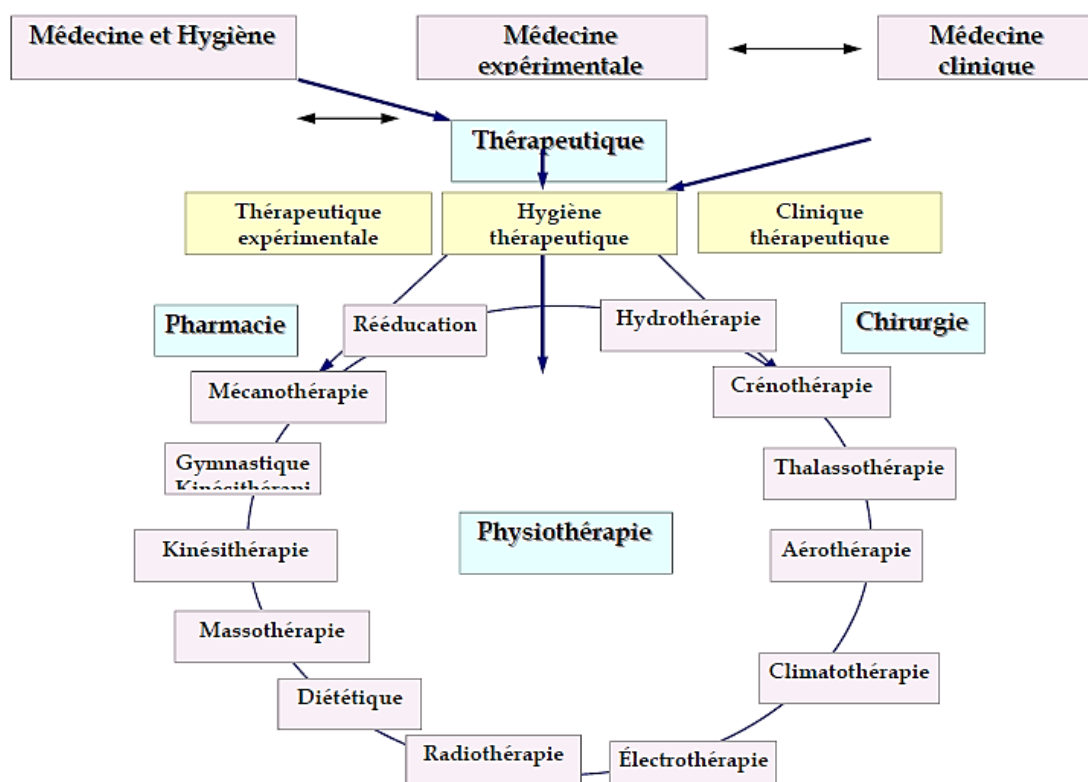 Médecine et Hygiène
Médecine
expérimentale
Médecine
clinique
Thérapeutique
Thérapeutique
expérimentale
Hygiène
thérapeutique
Clinique
thérapeutique
Pharmacie
Rééducation
Hydrothérapie
Chirurgie
Mécanothérapie
Crénothérapie
Gymnastique
Kinésithérapi
Thalassothérapie
Physiothérapie
Kinésithérapie
Aérothérapie
Massothérapie
Climatothérapie
Diététique
Radiothérapie
Électrothérapie